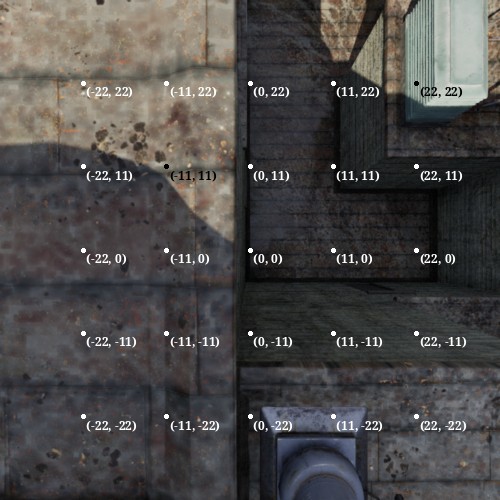 (-22, 22) (-11, 22) (0, 22) (11, 22) (22, 22)
(-22, 11) (-11, 11) (0, 11) (11, 11) (22, 11)
(-22, 0) (-11, 0) (0, 0) (11, 0) (22, 0)
(-22, -11) (-11, -11) (0, -11) (11, -11) (22, -11)
(-22, -22) (-11, -22) (0, -22) (11, -22) (22, -22)